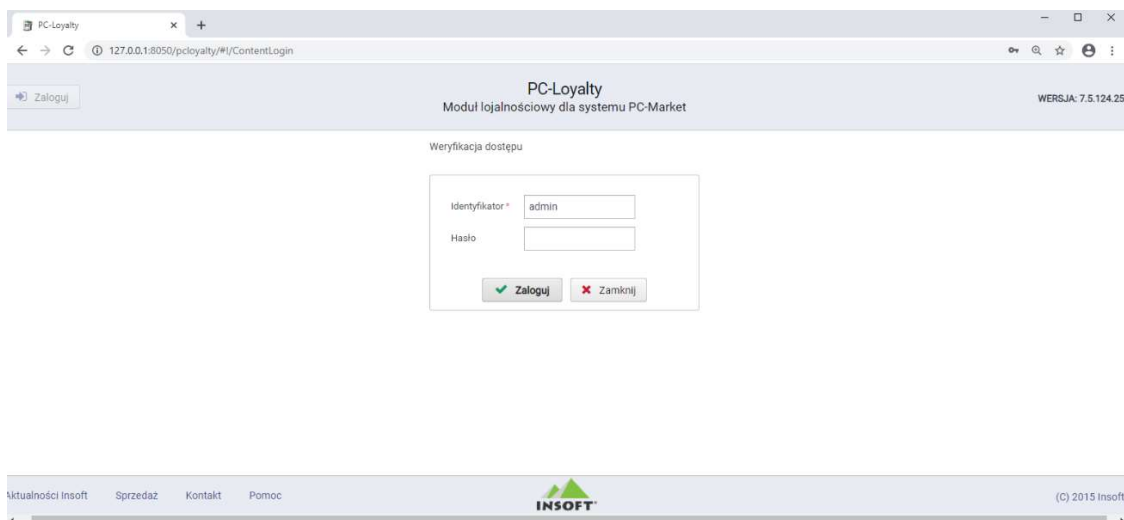 PC-Loyalty
127.0.0.1:8050/pcloyalty/#!/ContentLogin
Zaloguj
PC-Loyalty
Moduł lojalnościowy dla systemu PC-Market
WERSJA: 7.5.124.25
Weryfikacja dostępu
Identyfikator * admin
Hasło
Zaloguj Zamknij
Aktualności Insoft Sprzedaż Kontakt Pomoc INSOFT (C) 2015 Insoft